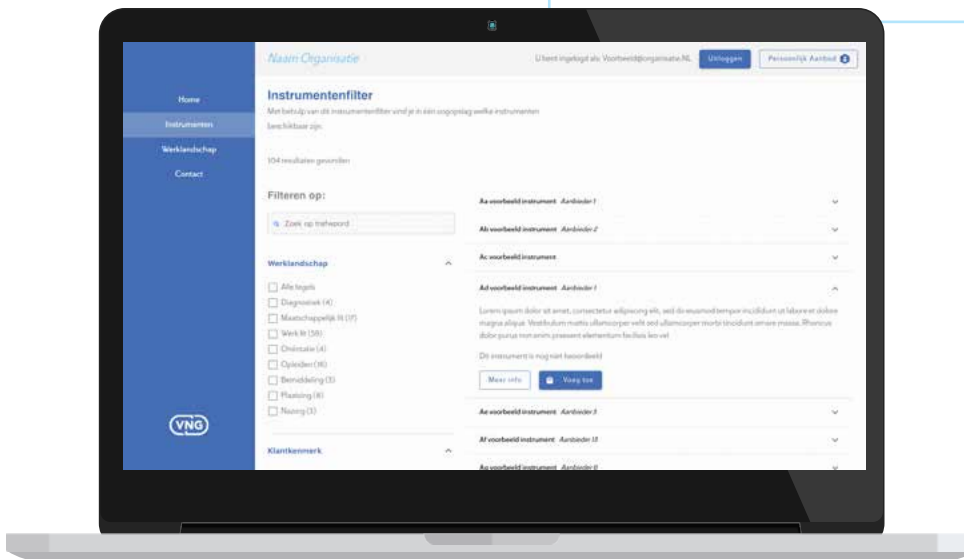 Naam Organisatie
U bent ingelogd als: Voorbeeld@organisatie.NL
Uitloggen
Persoonlijk Aanbod
Home
Instrumenten
Werklandschap
Contact
VNG
Instrumentenfilter
Met behulp van dit instrumentenfilter vind je in één oogopslag welke instrumenten
beschikbaar zijn.
104 resultaten gevonden
Filteren op:
Zoek op trefwoord
Werklandschap
Alle tegels
Diagnostiek (4)
Maatschappelijk fit (17)
Werk fit (58)
Oriëntatie (4)
Opleiden (16)
Bemiddeling (5)
Plaatsing (6)
Nazorg (3)
Klantkenmerk
Aa voorbeeld instrument Aanbieder 1
Ab voorbeeld instrument Aanbieder 2
Ac voorbeeld instrument
Ad voorbeeld instrument Aanbieder 1
Lorem ipsum dolor sit amet, consectetur adipiscing elit, sed do eiusmod tempor incididunt ut labore et dolore
magna aliqua. Vestibulum mattis ullamcorper velit sed ullamcorper morbi tincidunt ornare massa. Rhoncus
dolor purus non enim praesent elementum facilisis leo vel
Dit instrument is nog niet beoordeeld
Meer info
Voeg toe
Ae voorbeeld instrument Aanbieder 3
Af voorbeeld instrument Aanbieder 13
Ag voorbeeld instrument Aanbieder